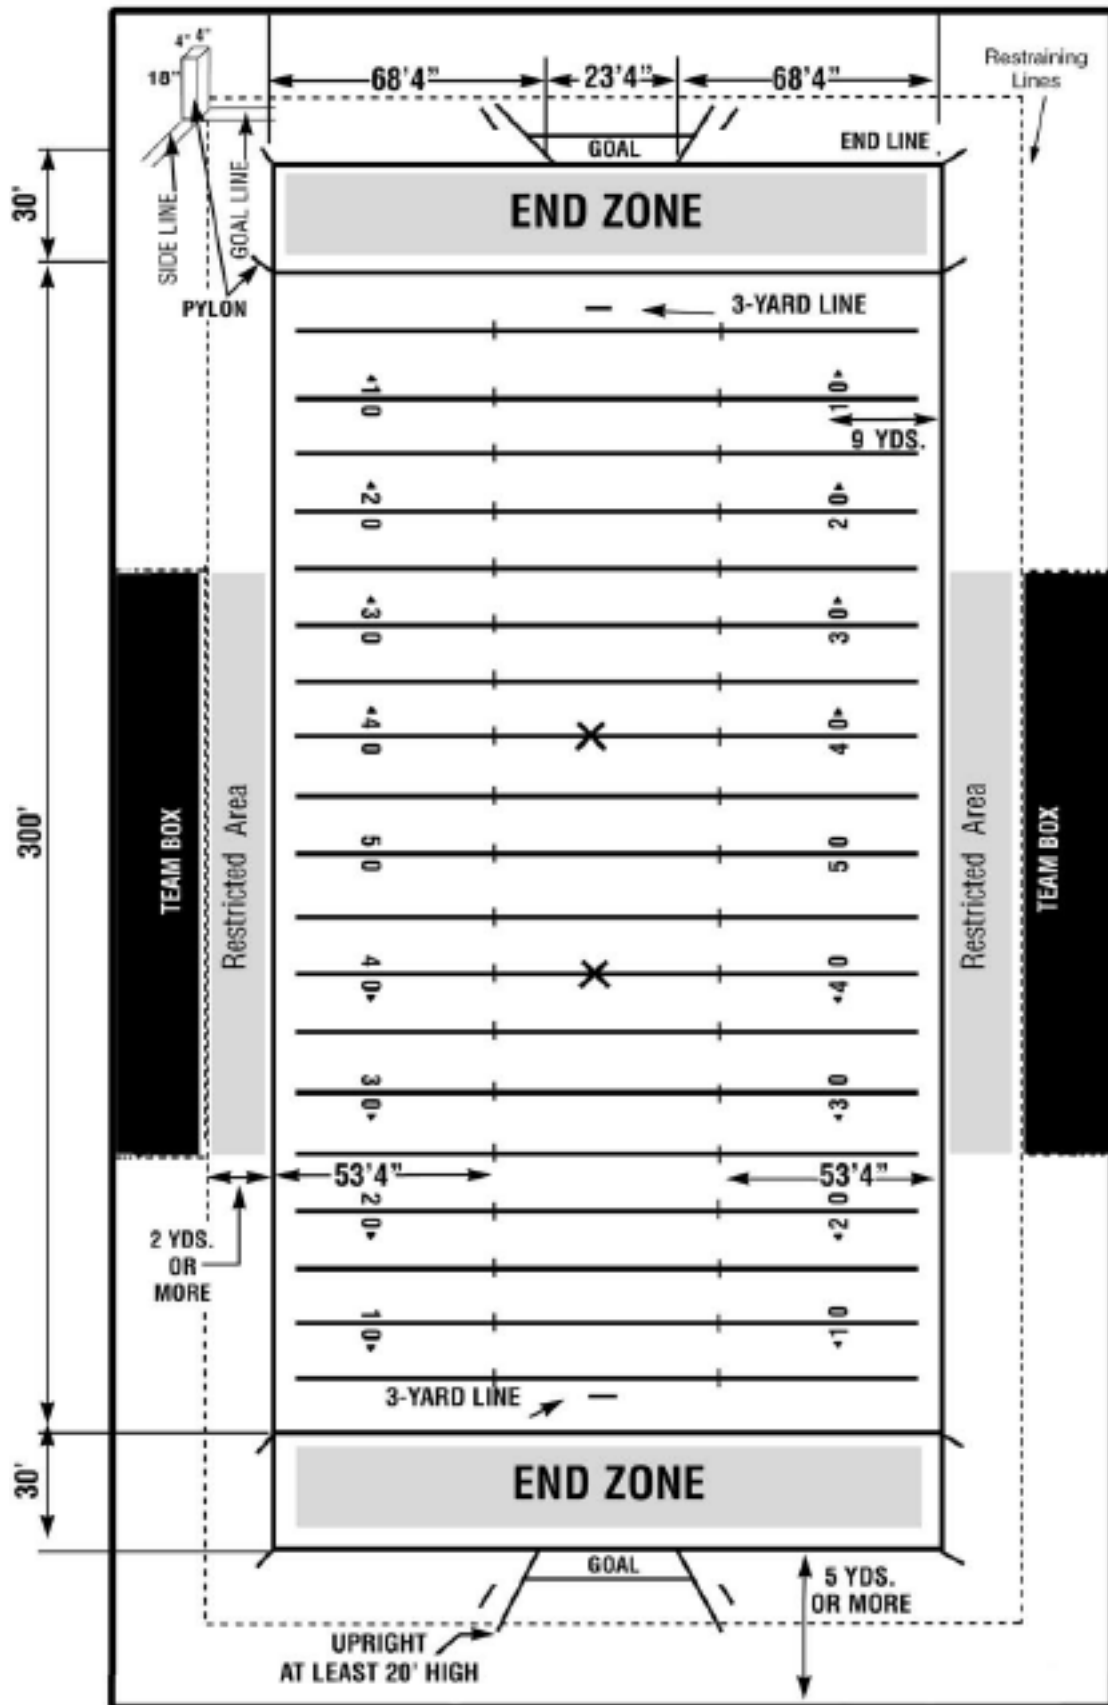 4" 4"
18"
68'4" 23'4" 68'4"
Restraining
Lines
GOAL
END LINE
30'
SIDE LINE
GOAL LINE
END ZONE
PYLON
3-YARD LINE
10 10
9 YDS.
20 20
30 30
40 40
300'
TEAM BOX
Restricted Area
50 50
Restricted Area
TEAM BOX
40 40
30 30
53'4" 53'4"
20 20
2 YDS.
OR
MORE
10 10
3-YARD LINE
30'
END ZONE
GOAL
5 YDS.
OR MORE
UPRIGHT
AT LEAST 20' HIGH